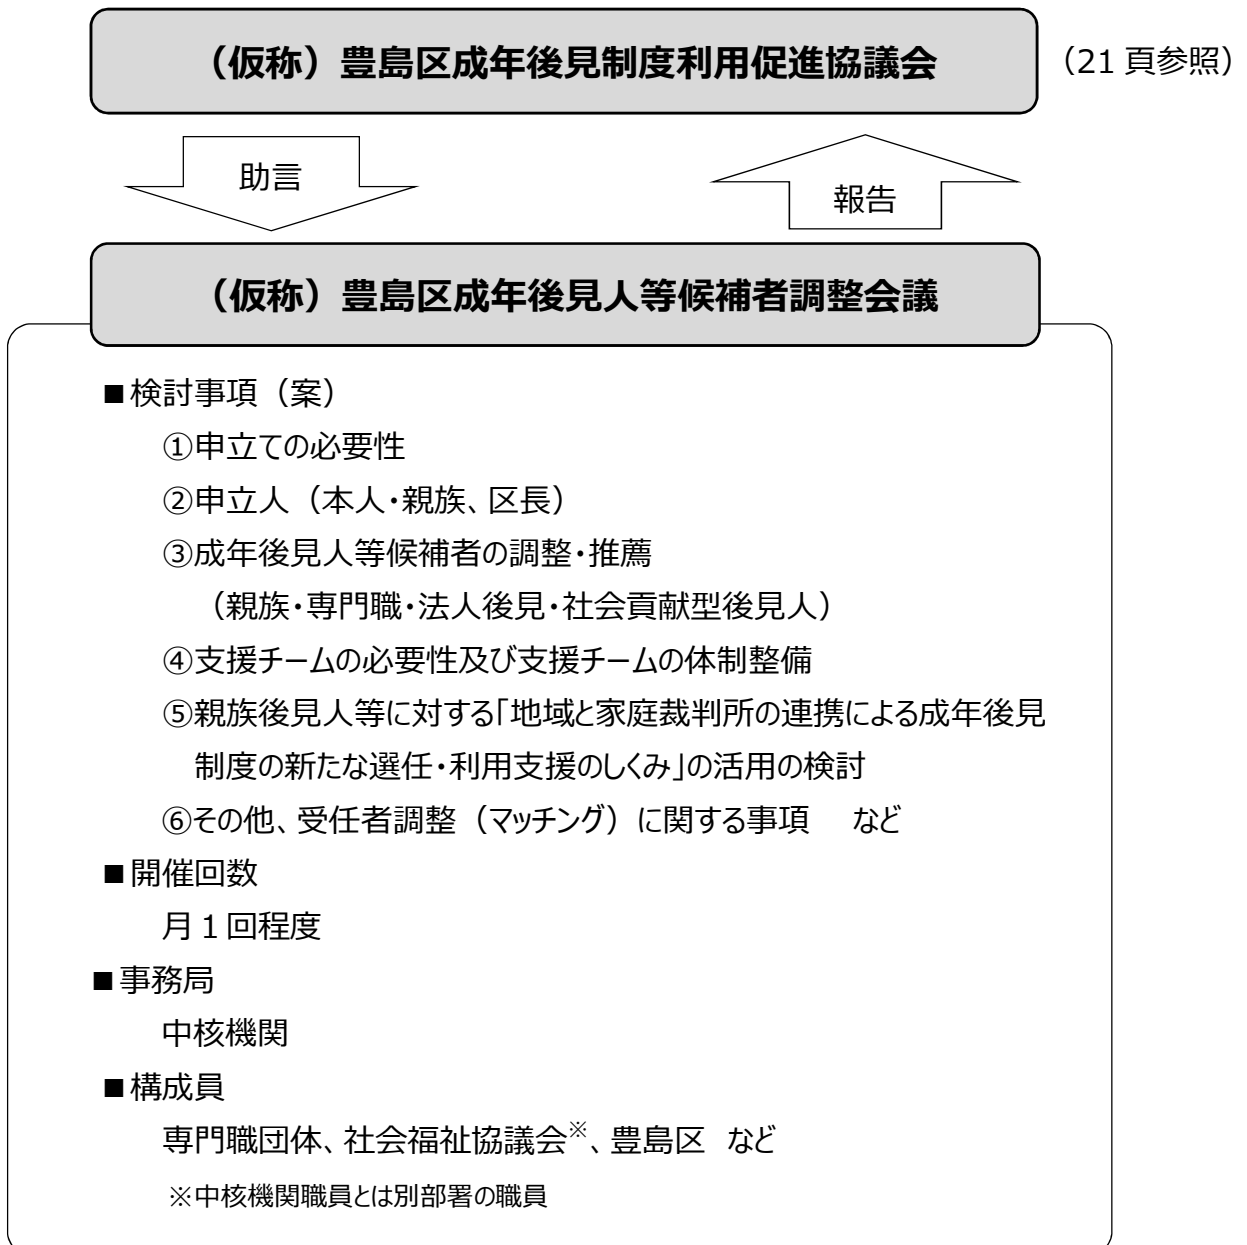 （仮称）豊島区成年後見制度利用促進協議会
（21 頁参照）
助言
報告
（仮称）豊島区成年後見人等候補者調整会議
■検討事項（案）
①申立ての必要性
②申立人（本人・親族、区長）
③成年後見人等候補者の調整・推薦
（親族・専門職・法人後見・社会貢献型後見人）
④支援チームの必要性及び支援チームの体制整備
⑤親族後見人等に対する「地域と家庭裁判所の連携による成年後見
制度の新たな選任・利用支援のしくみ」の活用の検討
⑥その他、受任者調整（マッチング）に関する事項　など
■開催回数
月１回程度
■事務局
中核機関
■構成員
専門職団体、社会福祉協議会※、豊島区 など
※中核機関職員とは別部署の職員